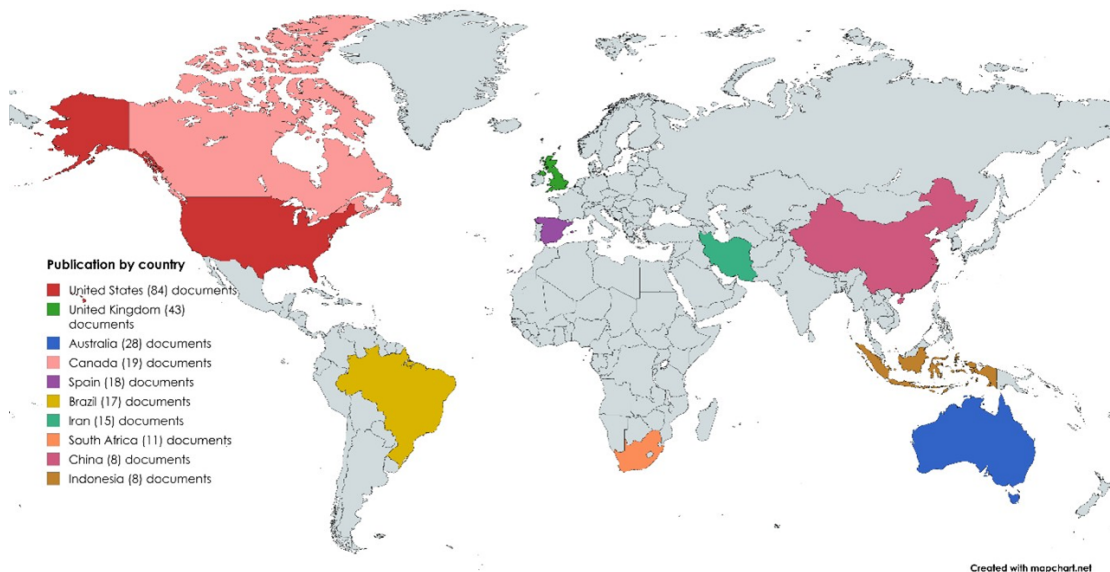 Publication by country
United States (84) documents
United Kingdom (43)
documents
Australia (28) documents
Canada (19) documents
Spain (18) documents
Brazil (17) documents
Iran (15) documents
South Africa (11) documents
China (8) documents
Indonesia (8) documents
Created with mapchart.net